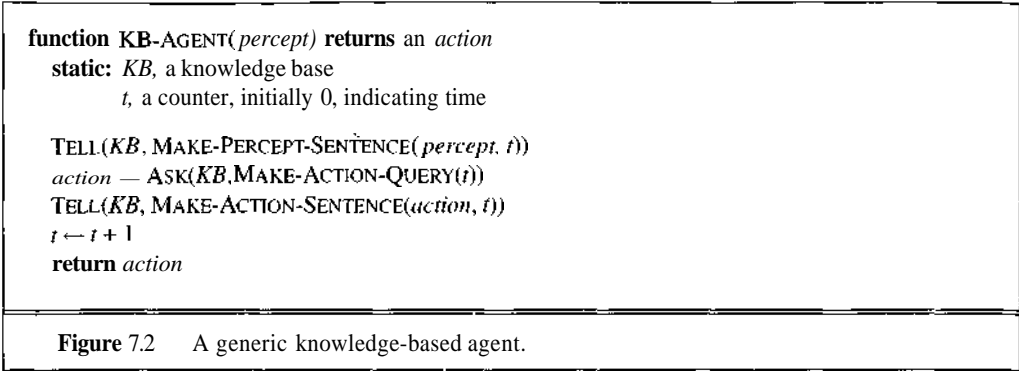 function KB-AGENT(percept) returns an action
static: KB, a knowledge base
t, a counter, initially 0, indicating time
TELL(KB, MAKE-PERCEPT-SENTENCE(percept, t))
action — ASK(KB,MAKE-ACTION-QUERY(t))
TELL(KB, MAKE-ACTION-SENTENCE(action, t))
t ← t + 1
return action
Figure 7.2 A generic knowledge-based agent.